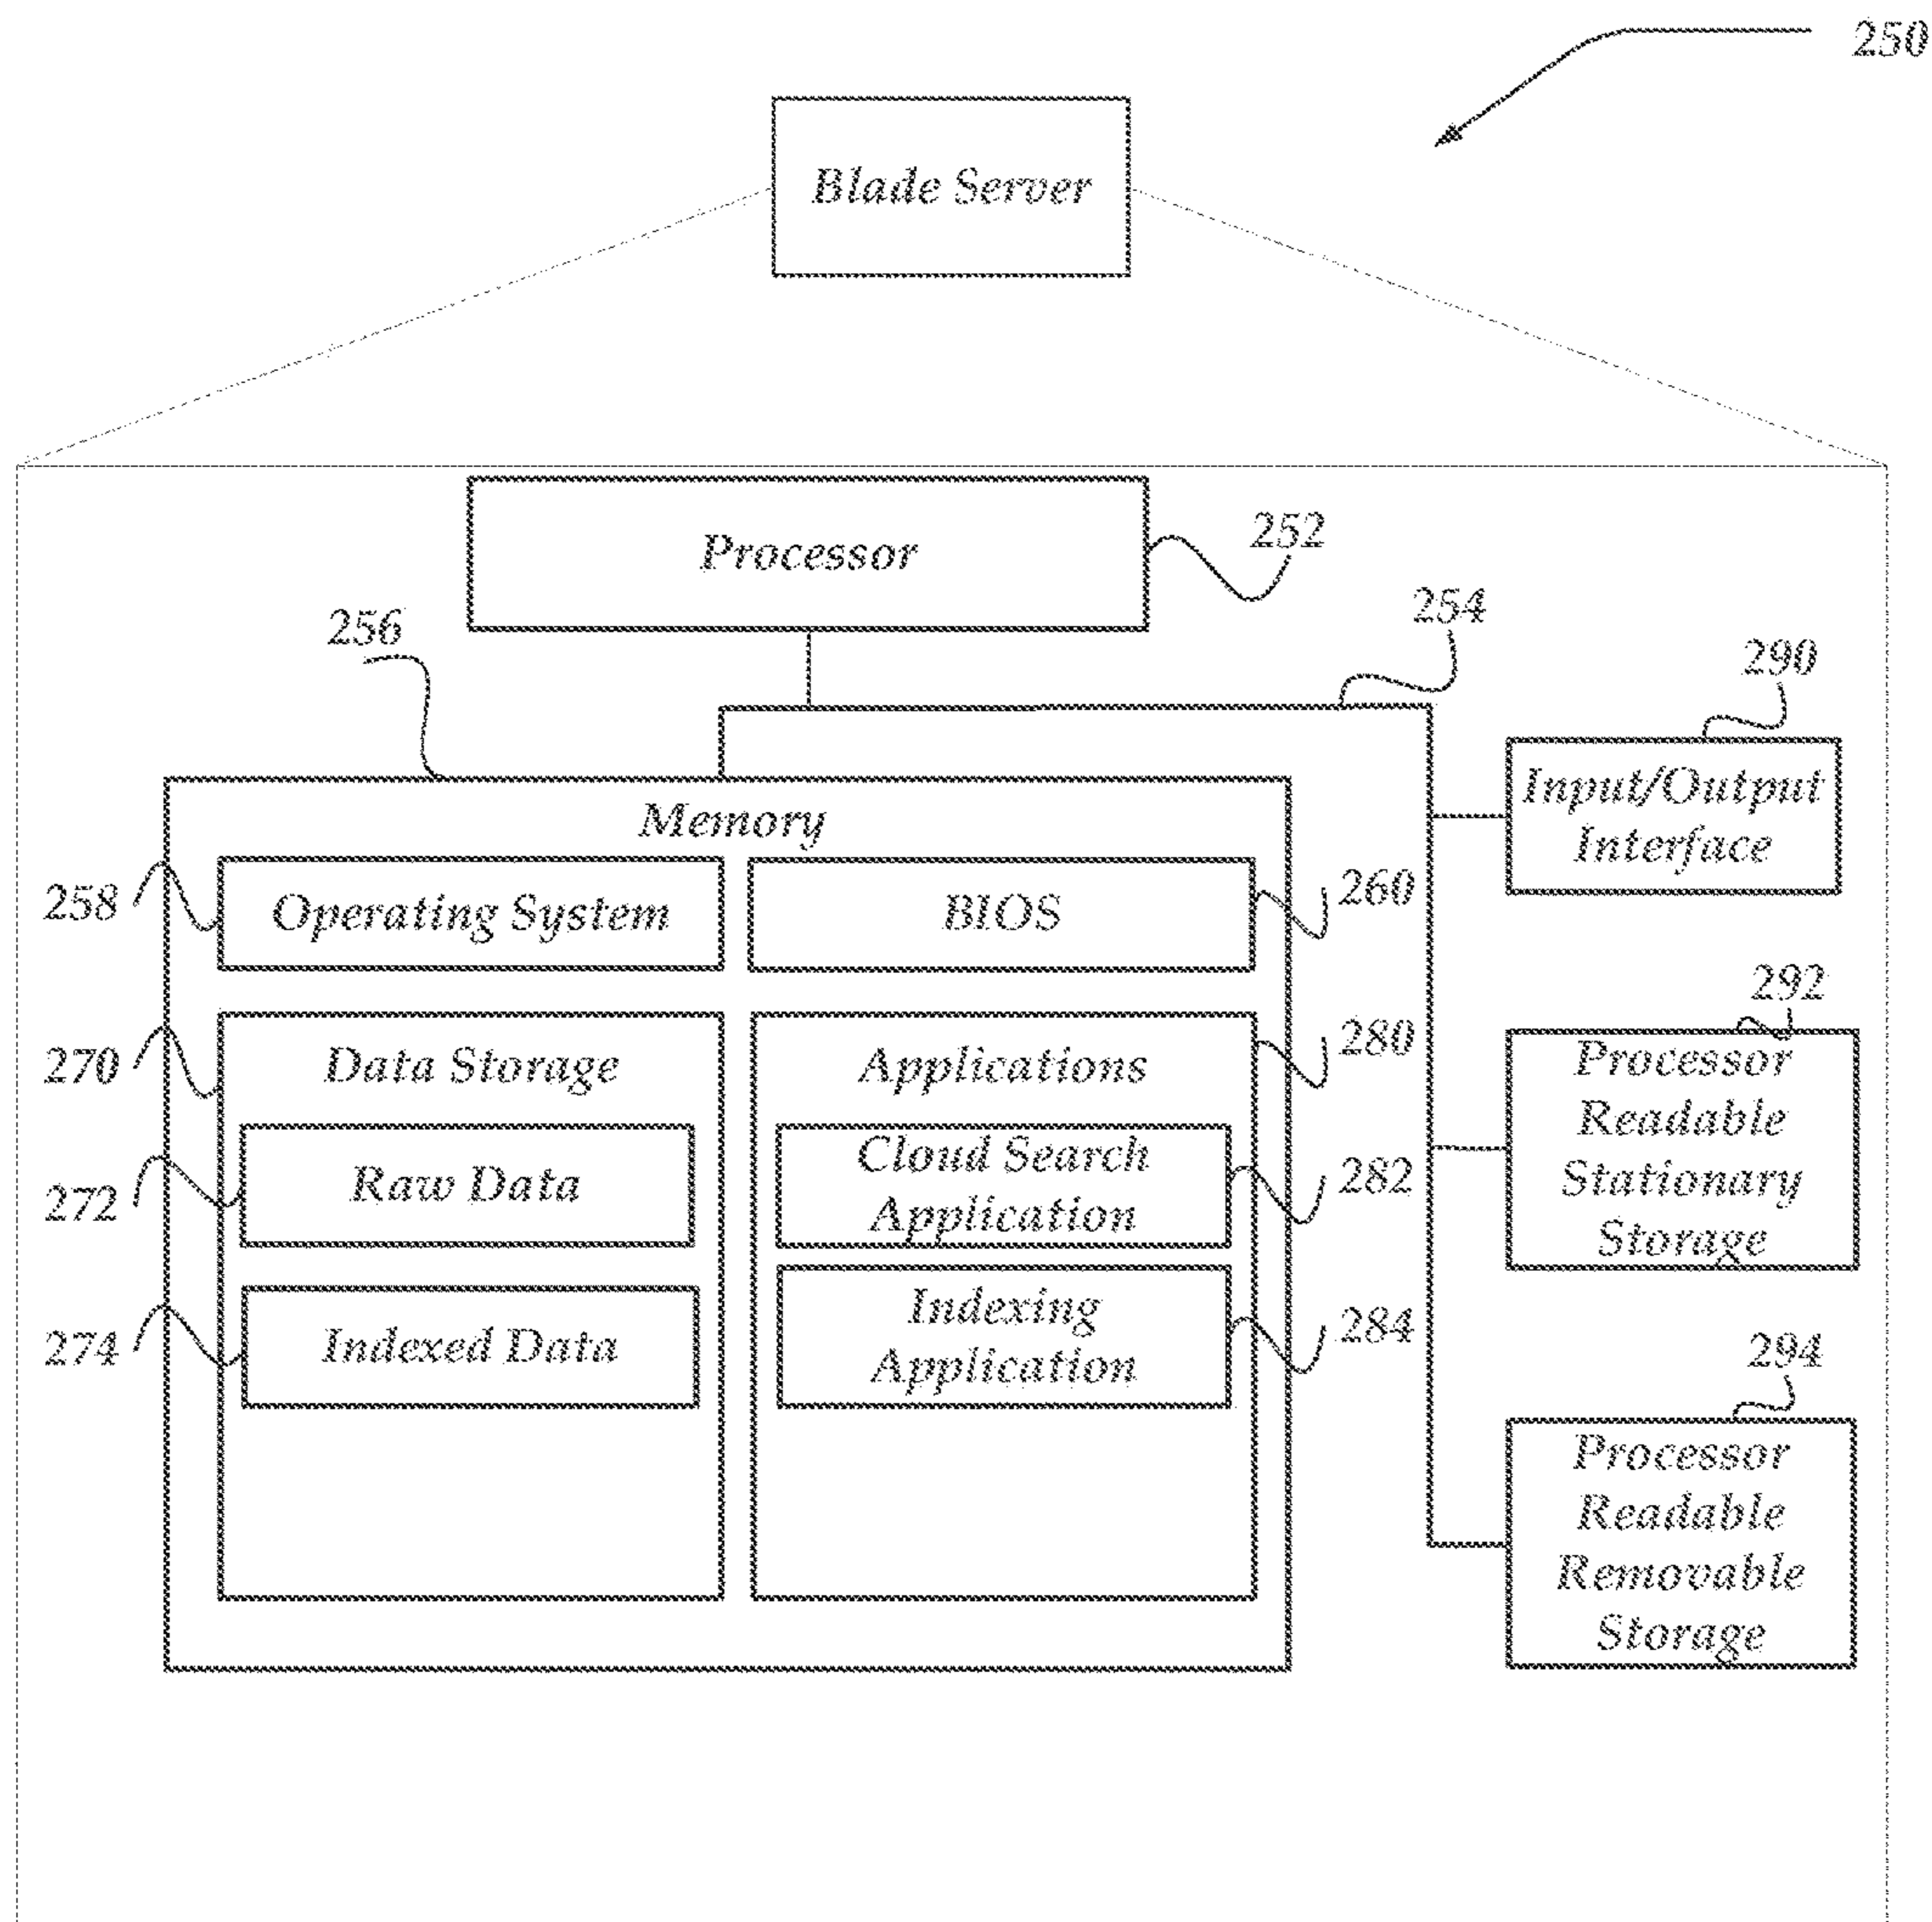 250
Blade Server
Processor
252
254
256
290
Input/Output
Interface
Memory
258
Operating System
BIOS
260
292
Processor
Readable
Stationary
Storage
270
Data Storage
Applications
280
272
Raw Data
Cloud Search
Application
282
274
Indexed Data
Indexing
Application
284
294
Processor
Readable
Removable
Storage